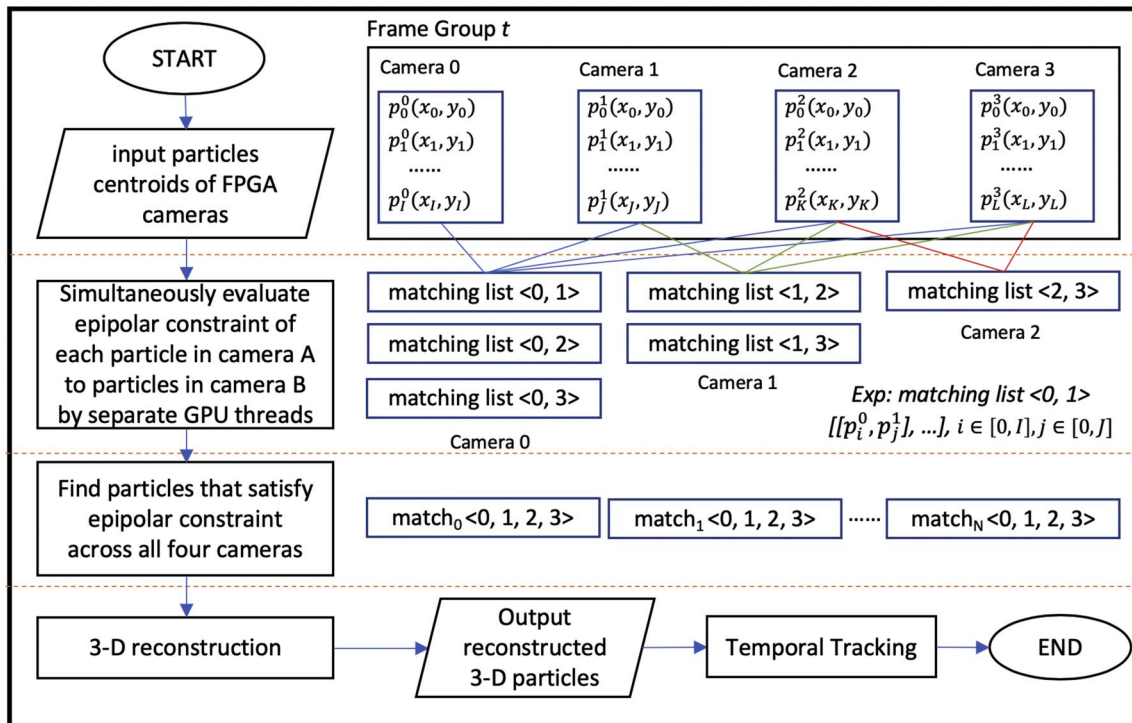 START
input particles
centroids of FPGA
cameras
Frame Group t
Camera 0 Camera 1 Camera 2 Camera 3
p_0^0(x_0, y_0) p_0^1(x_0, y_0) p_0^2(x_0, y_0) p_0^3(x_0, y_0)
p_1^0(x_1, y_1) p_1^1(x_1, y_1) p_1^2(x_1, y_1) p_1^3(x_1, y_1)
...... ...... ...... ......
p_I^0(x_I, y_I) p_J^1(x_J, y_J) p_K^2(x_K, y_K) p_L^3(x_L, y_L)
Simultaneously evaluate
epipolar constraint of
each particle in camera A
to particles in camera B
by separate GPU threads
matching list <0, 1>
matching list <0, 2>
matching list <0, 3>
Camera 0
matching list <1, 2>
matching list <1, 3>
Camera 1
matching list <2, 3>
Camera 2
Exp: matching list <0, 1>
[[p_i^0, p_j^1], ...], i ∈ [0, I], j ∈ [0, J]
Find particles that satisfy
epipolar constraint
across all four cameras
match_0 <0, 1, 2, 3> match_1 <0, 1, 2, 3> ...... match_N <0, 1, 2, 3>
3-D reconstruction
Output
reconstructed
3-D particles
Temporal Tracking
END